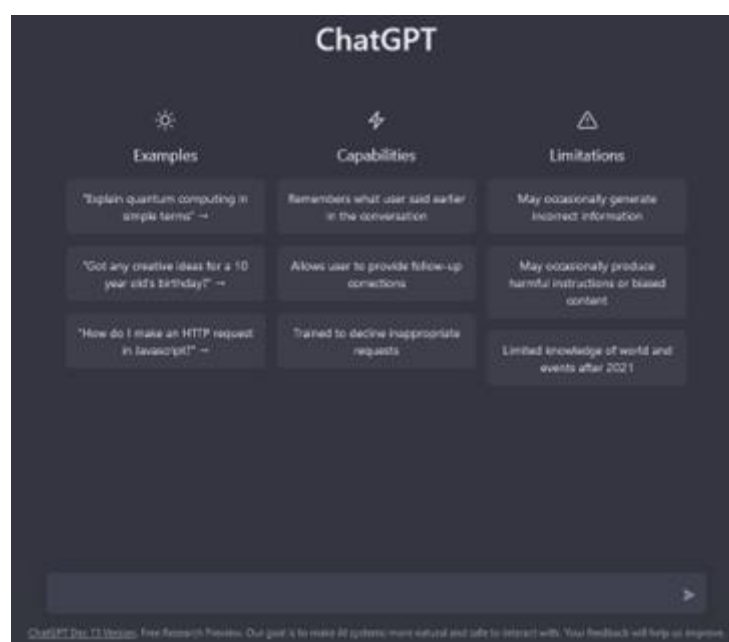 ChatGPT
Examples
"Explain quantum computing in
simple terms" →
"Got any creative ideas for a 10
year old's birthday?" →
"How do I make an HTTP request
in Javascript?" →
Capabilities
Remembers what user said earlier
in the conversation
Allows user to provide follow-up
corrections
Trained to decline inappropriate
requests
Limitations
May occasionally generate
incorrect information
May occasionally produce
harmful instructions or biased
content
Limited knowledge of world and
events after 2021
ChatGPT Dec 15 Version. Free Research Preview. Our goal is to make AI systems more natural and safe to interact with. Your feedback will help us improve.